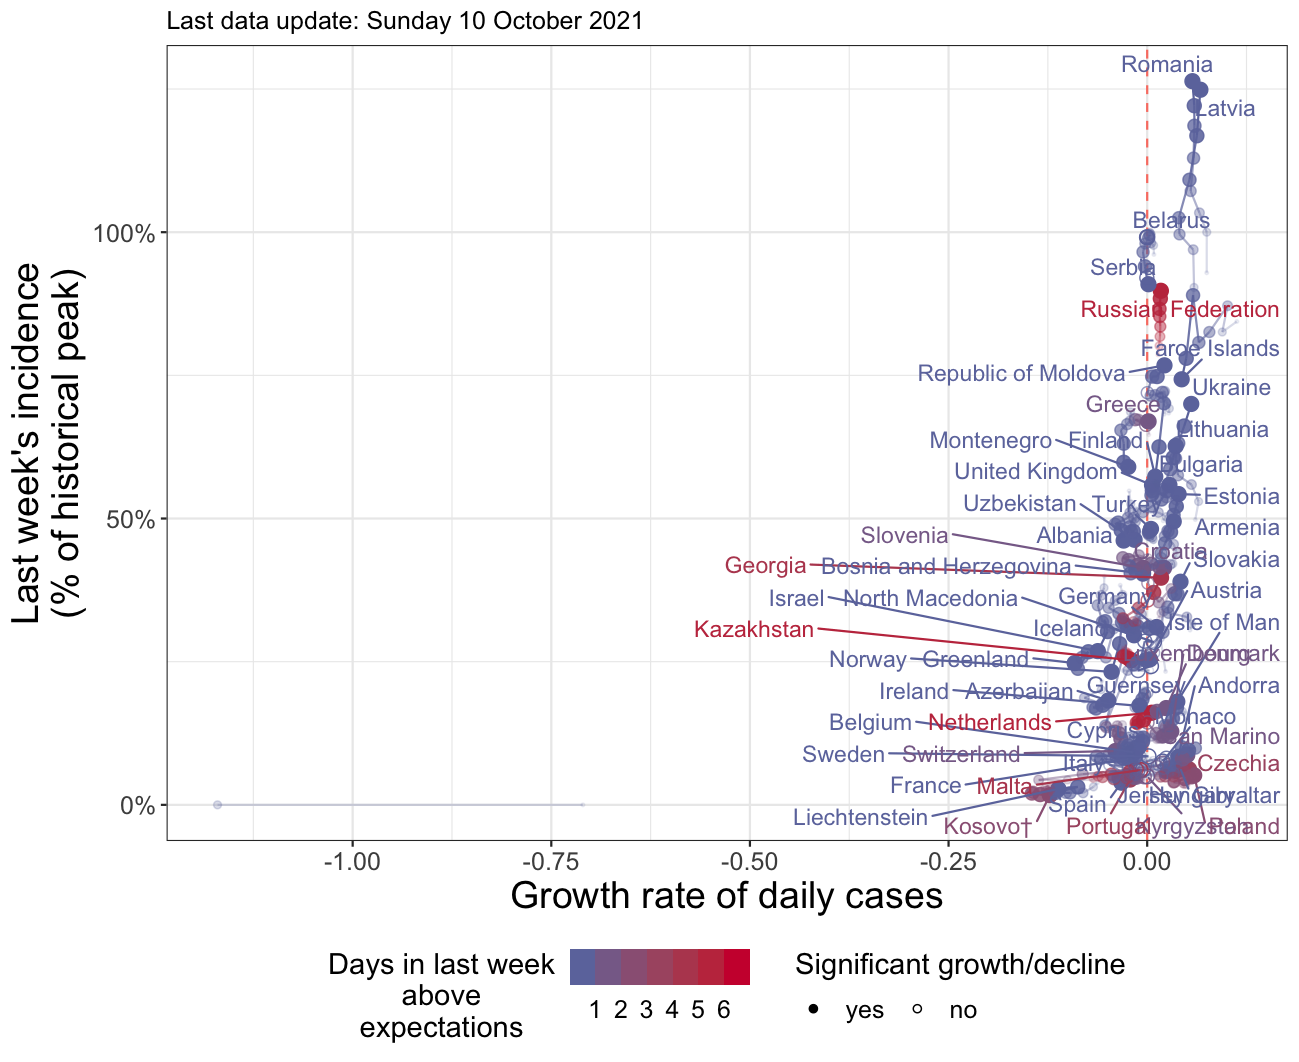 Last data update: Sunday 10 October 2021
Last week's incidence
(% of historical peak)
100%
50%
0%
Romania
Latvia
Belarus
Serbia
Russian Federation
Faroe Islands
Republic of Moldova
Ukraine
Greece
Lithuania
Montenegro
Finland
Bulgaria
United Kingdom
Estonia
Uzbekistan
Turkey
Armenia
Slovenia
Albania
Croatia
Slovakia
Georgia
Bosnia and Herzegovina
Austria
Israel
North Macedonia
Germany
Isle of Man
Kazakhstan
Iceland
Luxembourg
Denmark
Norway
Greenland
Guernsey
Andorra
Ireland
Azerbaijan
Monaco
Belgium
Netherlands
Cyprus
San Marino
Sweden
Switzerland
Italy
Czechia
France
Malta
Spain
Jersey
Hungary
Gibraltar
Liechtenstein
Kosovo†
Portugal
Kyrgyzstan
Poland
-1.00
-0.75
-0.50
-0.25
0.00
Growth rate of daily cases
Days in last week
above
expectations
1 2 3 4 5 6
Significant growth/decline
yes
no